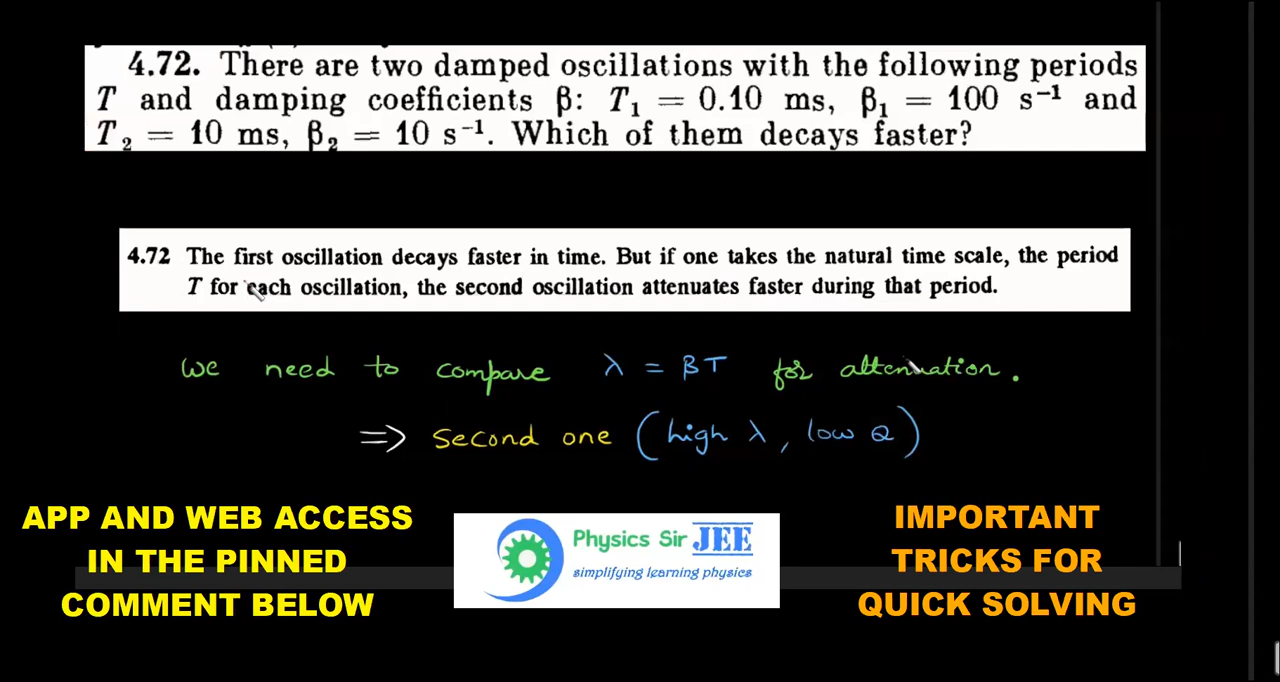 4.72. There are two damped oscillations with the following periods
T and damping coefficients β: T₁ = 0.10 ms, β₁ = 100 s⁻¹ and
T₂ = 10 ms, β₂ = 10 s⁻¹. Which of them decays faster?
4.72 The first oscillation decays faster in time. But if one takes the natural time scale, the period
T for each oscillation, the second oscillation attenuates faster during that period.
we need to compare λ = βT for attenuation.
⇒ second one (high λ, low Q)
APP AND WEB ACCESS
IN THE PINNED
COMMENT BELOW
Physics Sir JEE
simplifying learning physics
IMPORTANT
TRICKS FOR
QUICK SOLVING